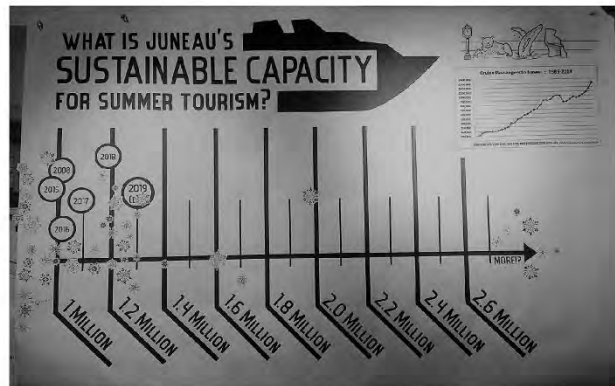 WHAT IS JUNEAU'S
SUSTAINABLE CAPACITY
FOR SUMMER TOURISM?
2008
2018
2015
2017
2019
2016
MORE!?
1 MILLION
1.2 MILLION
1.4 MILLION
1.6 MILLION
1.8 MILLION
2.0 MILLION
2.2 MILLION
2.4 MILLION
2.6 MILLION